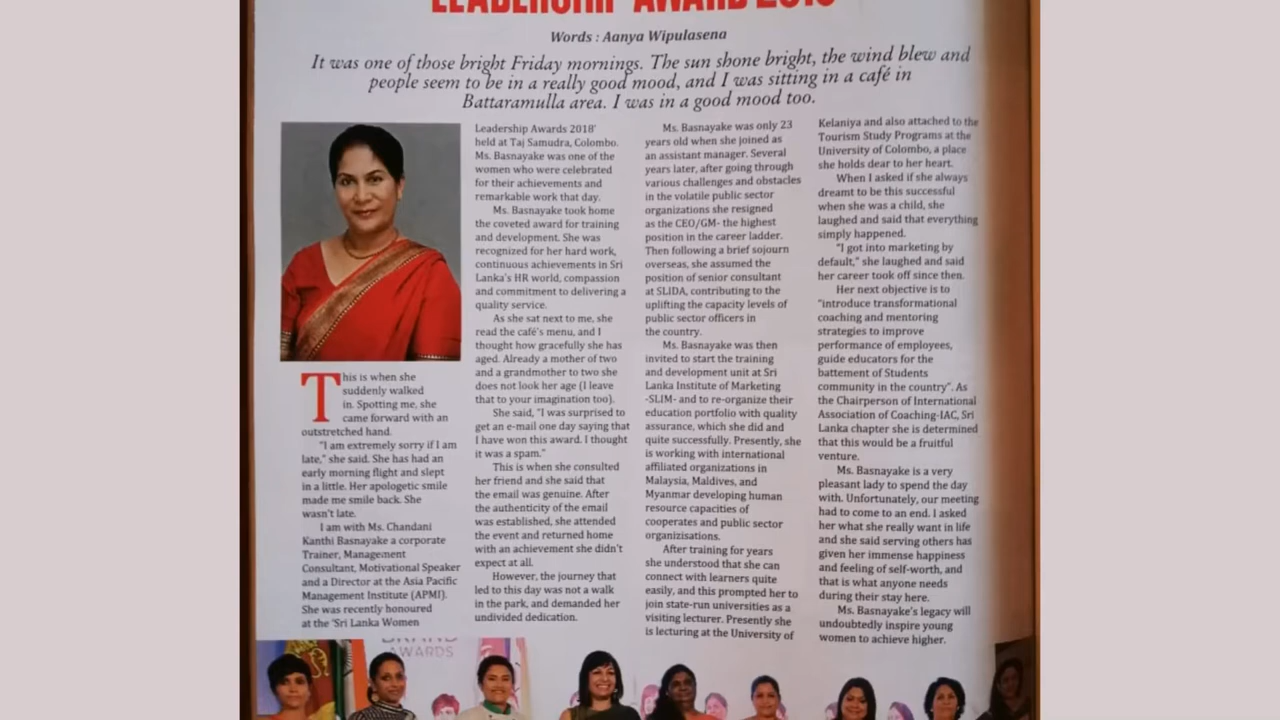 LEADERSHIP AWARD 2018
Words : Aanya Wipulasena
It was one of those bright Friday mornings. The sun shone bright, the wind blew and
people seem to be in a really good mood, and I was sitting in a café in
Battaramulla area. I was in a good mood too.
This is when she
suddenly walked
in. Spotting me, she
came forward with an
outstretched hand.
"I am extremely sorry if I am
late," she said. She has had an
early morning flight and slept
in a little. Her apologetic smile
made me smile back. She
wasn't late.
I am with Ms. Chandani
Kanthi Basnayake a corporate
Trainer, Management
Consultant, Motivational Speaker
and a Director at the Asia Pacific
Management Institute (APMI).
She was recently honoured
at the 'Sri Lanka Women
Leadership Awards 2018'
held at Taj Samudra, Colombo.
Ms. Basnayake was one of the
women who were celebrated
for their achievements and
remarkable work that day.
Ms. Basnayake took home
the coveted award for training
and development. She was
recognized for her hard work,
continuous achievements in Sri
Lanka's HR world, compassion
and commitment to delivering a
quality service.
As she sat next to me, she
read the café's menu, and I
thought how gracefully she has
aged. Already a mother of two
and a grandmother to two she
does not look her age (I leave
that to your imagination too).
She said, "I was surprised to
get an e-mail one day saying that
I have won this award. I thought
it was a spam."
This is when she consulted
her friend and she said that
the email was genuine. After
the authenticity of the email
was established, she attended
the event and returned home
with an achievement she didn't
expect at all.
However, the journey that
led to this day was not a walk
in the park, and demanded her
undivided dedication.
Ms. Basnayake was only 23
years old when she joined as
an assistant manager. Several
years later, after going through
various challenges and obstacles
in the volatile public sector
organizations she resigned
as the CEO/GM- the highest
position in the career ladder.
Then following a brief sojourn
overseas, she assumed the
position of senior consultant
at SLIDA, contributing to the
uplifting the capacity levels of
public sector officers in
the country.
Ms. Basnayake was then
invited to start the training
and development unit at Sri
Lanka Institute of Marketing
-SLIM- and to re-organize their
education portfolio with quality
assurance, which she did and
quite successfully. Presently, she
is working with international
affiliated organizations in
Malaysia, Maldives, and
Myanmar developing human
resource capacities of
cooperates and public sector
organizisations.
After training for years
she understood that she can
connect with learners quite
easily, and this prompted her to
join state-run universities as a
visiting lecturer. Presently she
is lecturing at the University of
Kelaniya and also attached to the
Tourism Study Programs at the
University of Colombo, a place
she holds dear to her heart.
When I asked if she always
dreamt to be this successful
when she was a child, she
laughed and said that everything
simply happened.
"I got into marketing by
default," she laughed and said
her career took off since then.
Her next objective is to
"introduce transformational
coaching and mentoring
strategies to improve
performance of employees,
guide educators for the
battement of Students
community in the country". As
the Chairperson of International
Association of Coaching-IAC, Sri
Lanka chapter she is determined
that this would be a fruitful
venture.
Ms. Basnayake is a very
pleasant lady to spend the day
with. Unfortunately, our meeting
had to come to an end. I asked
her what she really want in life
and she said serving others has
given her immense happiness
and feeling of self-worth, and
that is what anyone needs
during their stay here.
Ms. Basnayake's legacy will
undoubtedly inspire young
women to achieve higher.
BRAND
AWARDS